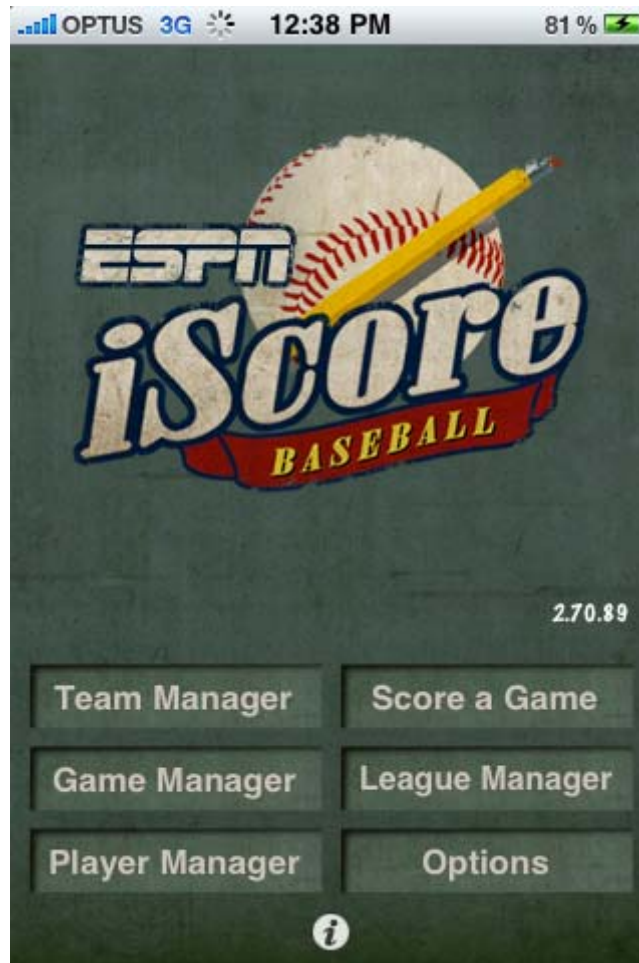 OPTUS 3G 12:38 PM 81%
ESPN
iScore
BASEBALL
2.70.89
Team Manager Score a Game
Game Manager League Manager
Player Manager Options
i